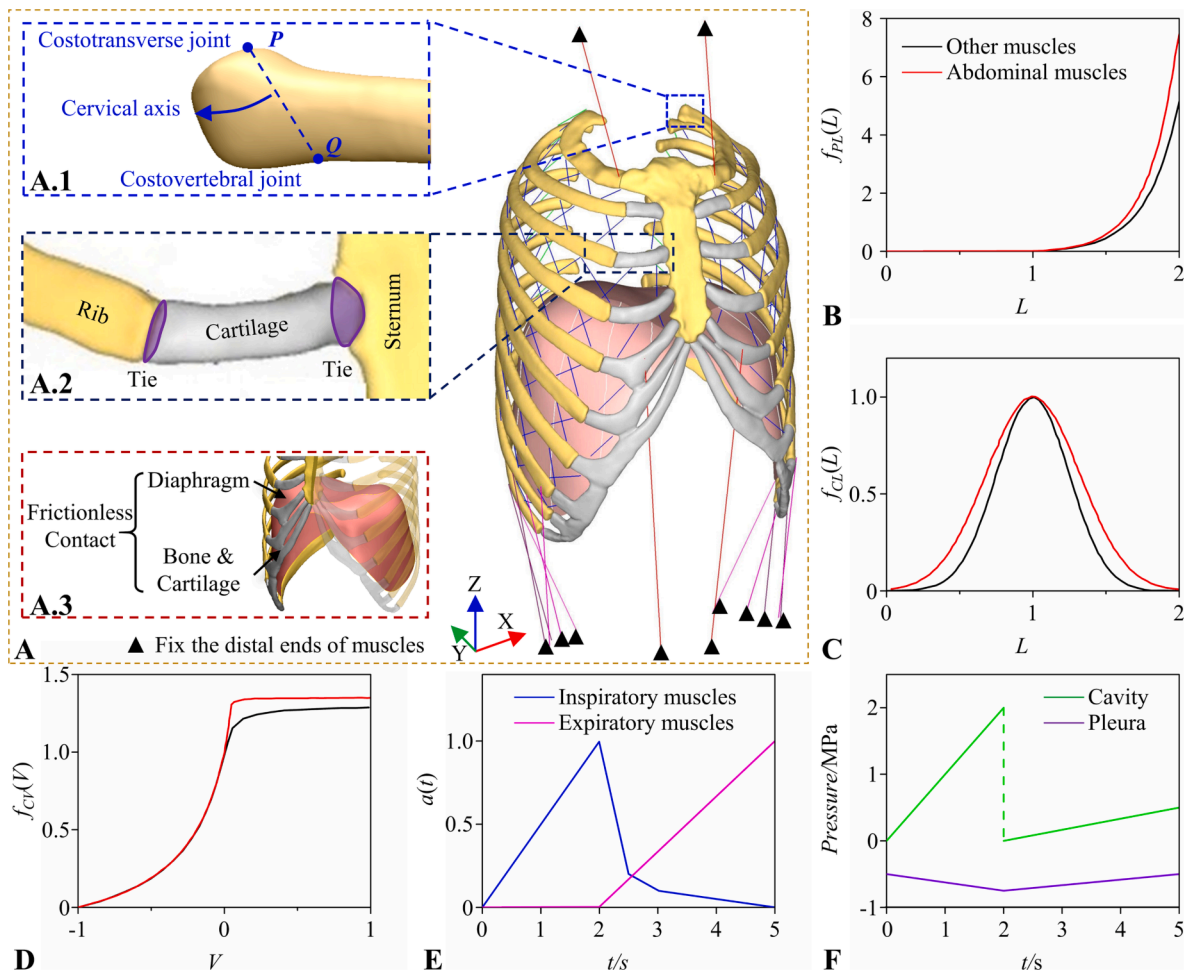 Costotransverse joint
P
Cervical axis
Q
Costovertebral joint
A.1
Rib
Cartilage
Sternum
Tie
Tie
A.2
Diaphragm
Frictionless
Contact
Bone &
Cartilage
A.3
Z
X
Y
A
▲ Fix the distal ends of muscles
B
8
6
4
2
0
f_PL(L)
Other muscles
Abdominal muscles
0
1
2
L
C
1.0
0.5
0
f_CL(L)
0
1
2
L
D
1.5
1.0
0.5
0
f_CV(V)
-1
0
1
V
E
Inspiratory muscles
Expiratory muscles
1.0
0.5
0
a(t)
0
1
2
3
4
5
t/s
F
Cavity
Pleura
2
1
0
-1
Pressure/MPa
0
1
2
3
4
5
t/s